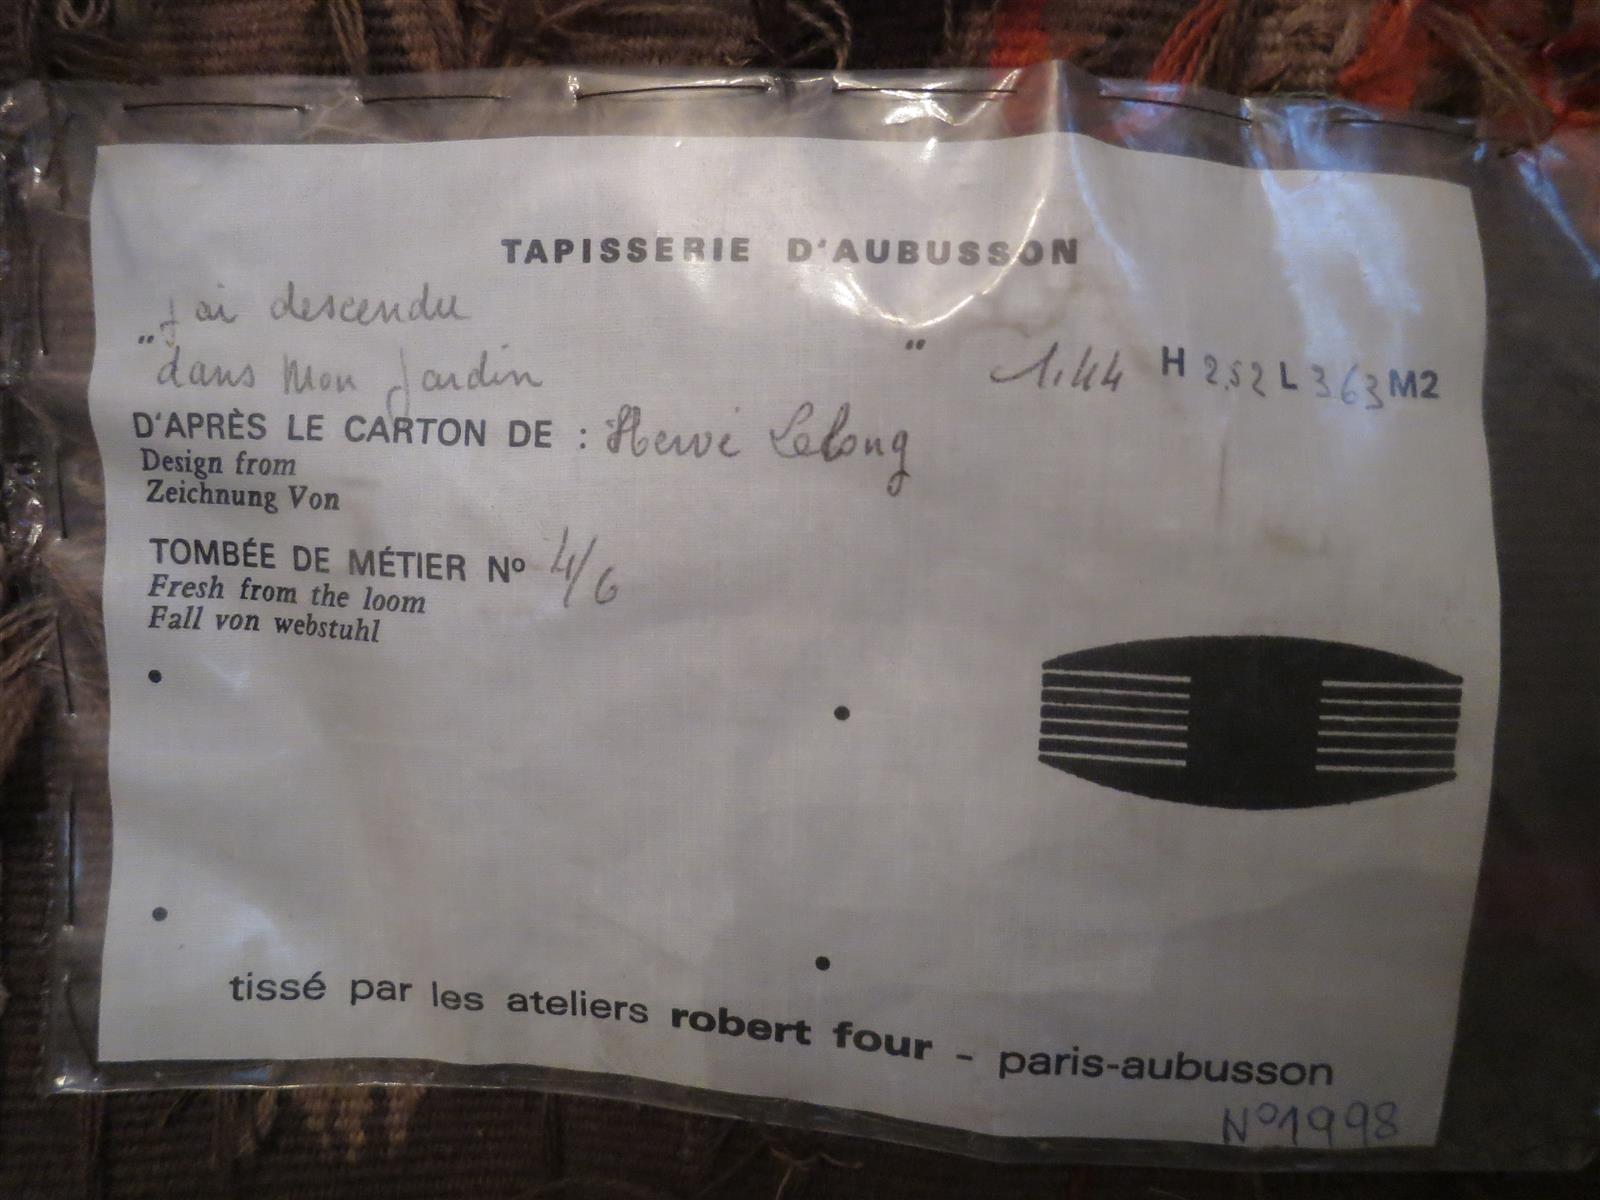 TAPISSERIE D'AUBUSSON
J'ai descendu
"dans Mon Jardin " 1.44 H 2.52 L 3.63 M2
D'APRÈS LE CARTON DE : Hervé Lelong
Design from
Zeichnung Von
TOMBÉE DE MÉTIER Nº 4/6
Fresh from the loom
Fall von webstuhl
tissé par les ateliers robert four - paris-aubusson
Nº1998